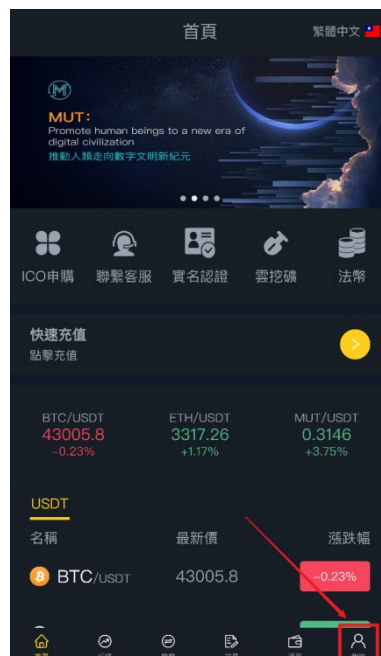 首頁
繁體中文
MUT:
Promote human beings to a new era of
digital civilization
推動人類走向數字文明新紀元
ICO申購 聯繫客服 實名認證 雲挖礦 法幣
快速充值
點擊充值
BTC/USDT ETH/USDT MUT/USDT
43005.8 3317.26 0.3146
-0.23% +1.17% +3.75%
USDT
名稱 最新價 漲跌幅
BTC/USDT 43005.8 -0.23%
首頁